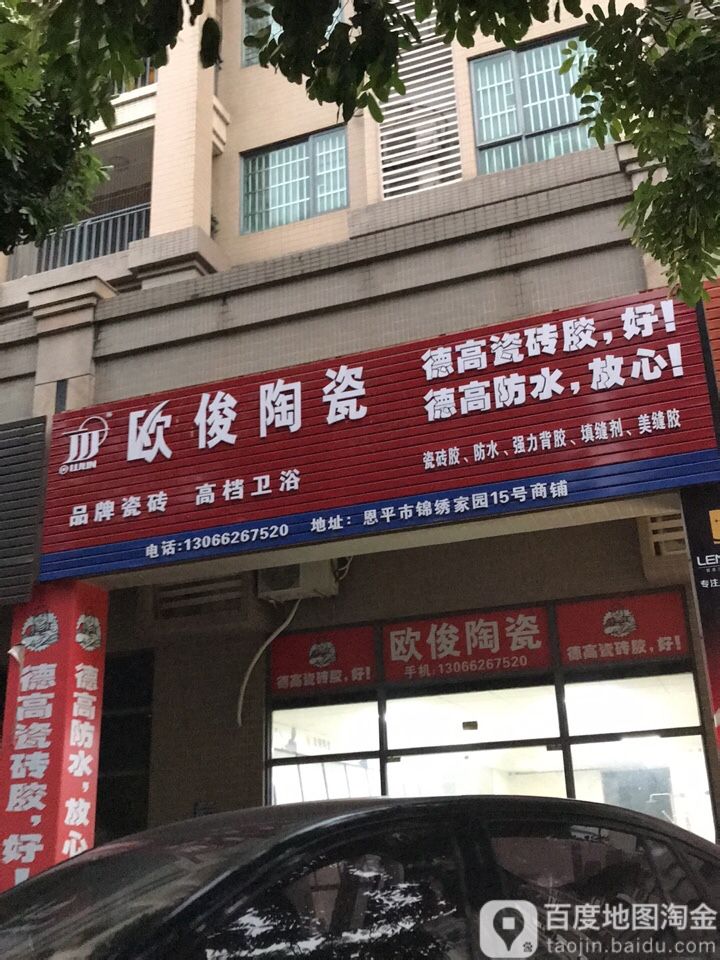 欧俊陶瓷
德高瓷砖胶,好!
德高防水,放心!
品牌瓷砖 高档卫浴
瓷砖胶、防水、强力背胶、填缝剂、美缝胶
电话:13066267520 地址:恩平市锦绣家园15号商铺
LEN
专注
德高瓷砖胶,好!
欧俊陶瓷
手机:13066267520
德高瓷砖胶,好!
德高瓷砖胶,好!
德高防水,放心
百度地图淘金
taojin.baidu.com